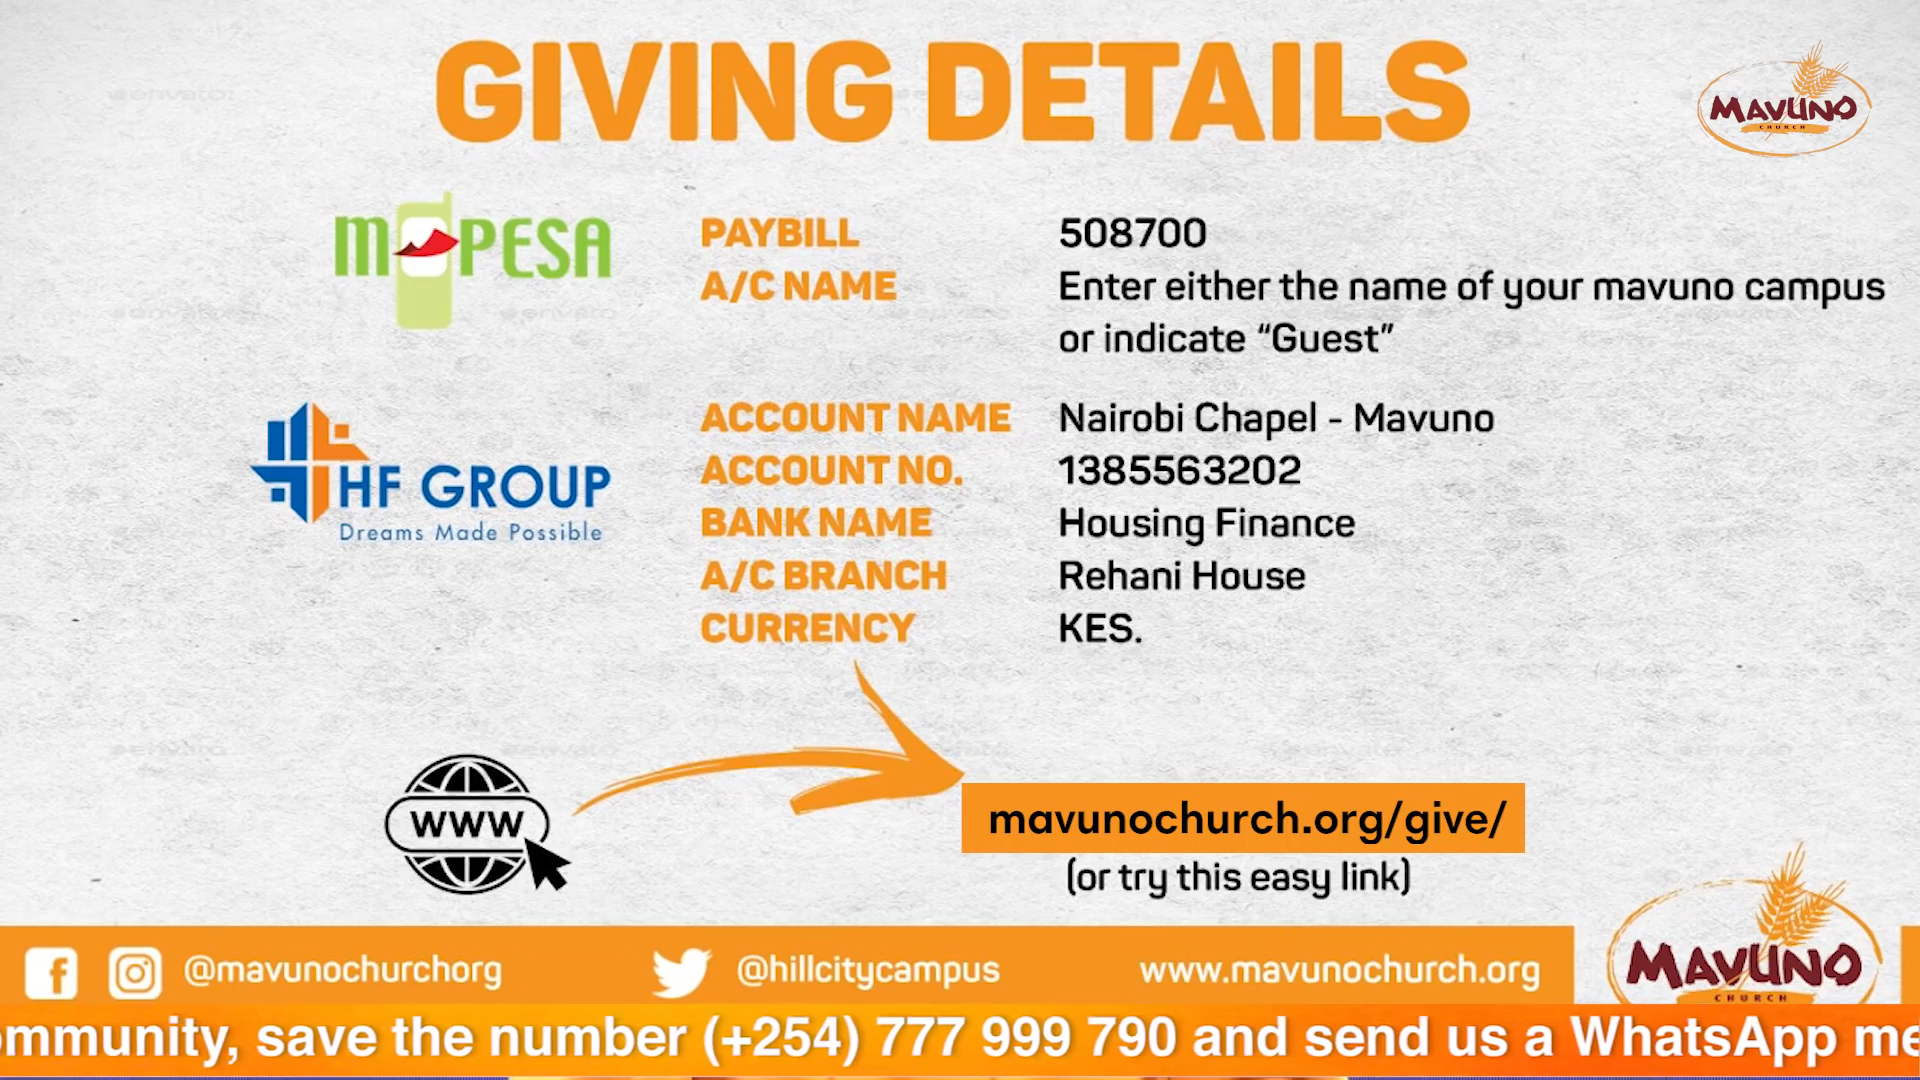 GIVING DETAILS
MAVUNO
CHURCH
M PESA
PAYBILL 508700
A/C NAME Enter either the name of your mavuno campus
or indicate “Guest”
HF GROUP
Dreams Made Possible
ACCOUNT NAME Nairobi Chapel - Mavuno
ACCOUNT NO. 1385563202
BANK NAME Housing Finance
A/C BRANCH Rehani House
CURRENCY KES.
WWW
mavunochurch.org/give/
(or try this easy link)
@mavunochurchorg @hillcitycampus www.mavunochurch.org
MAVUNO
CHURCH
ommunity, save the number (+254) 777 999 790 and send us a WhatsApp me